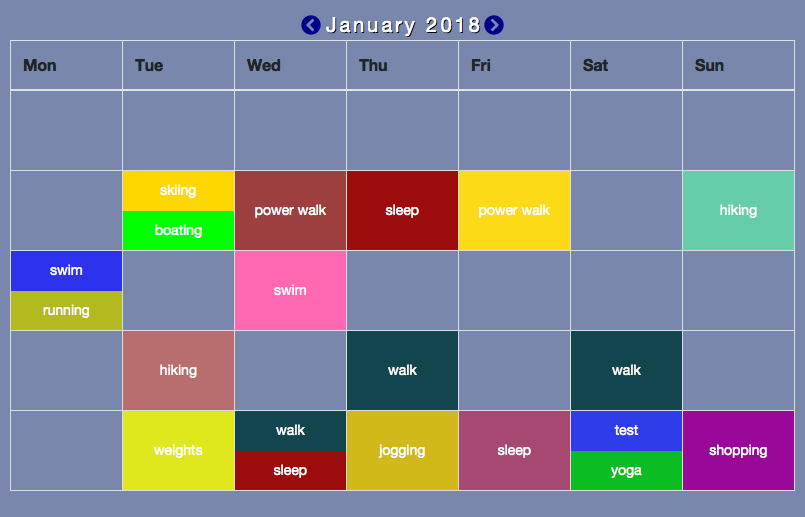 January 2018
Mon Tue Wed Thu Fri Sat Sun
skiing
boating
power walk
sleep
power walk
hiking
swim
running
swim
hiking
walk
walk
weights
walk
sleep
jogging
sleep
test
yoga
shopping